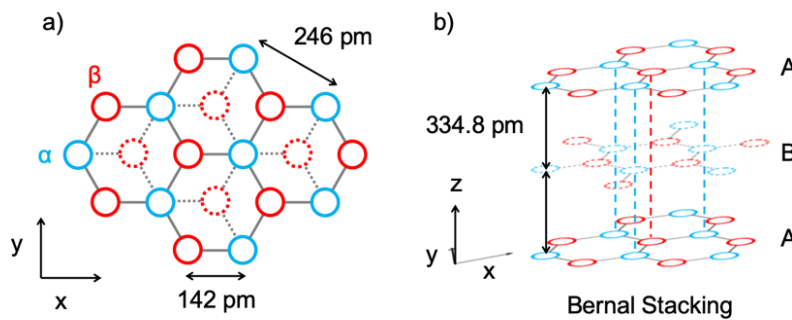 a)
246 pm
β
α
y
x
142 pm
b)
A
334.8 pm
B
z
A
y
x
Bernal Stacking